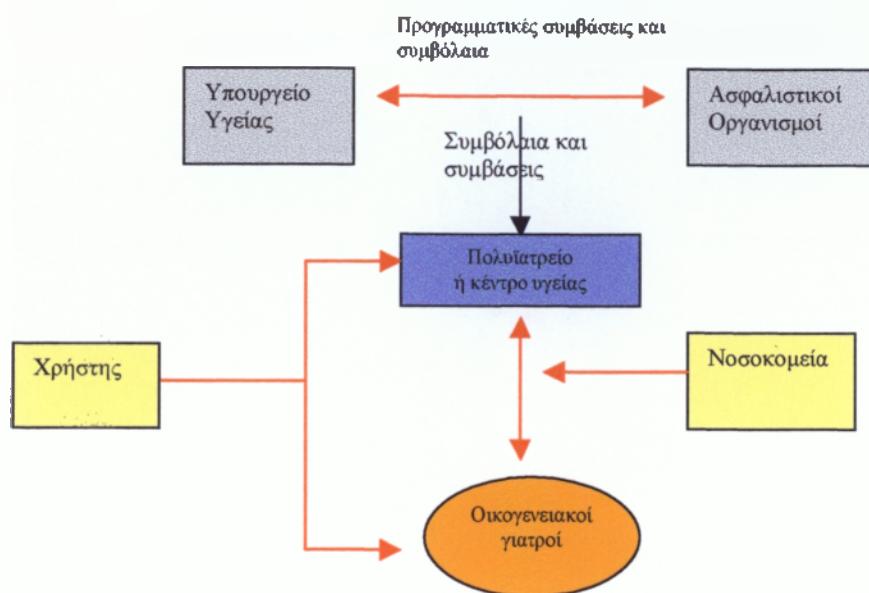 Προγραμματικές συμβάσεις και
συμβόλαια
Υπουργείο
Υγείας
Ασφαλιστικοί
Οργανισμοί
Συμβόλαια και
συμβάσεις
Πολυϊατρείο
ή κέντρο υγείας
Χρήστης
Νοσοκομεία
Οικογενειακοί
γιατροί